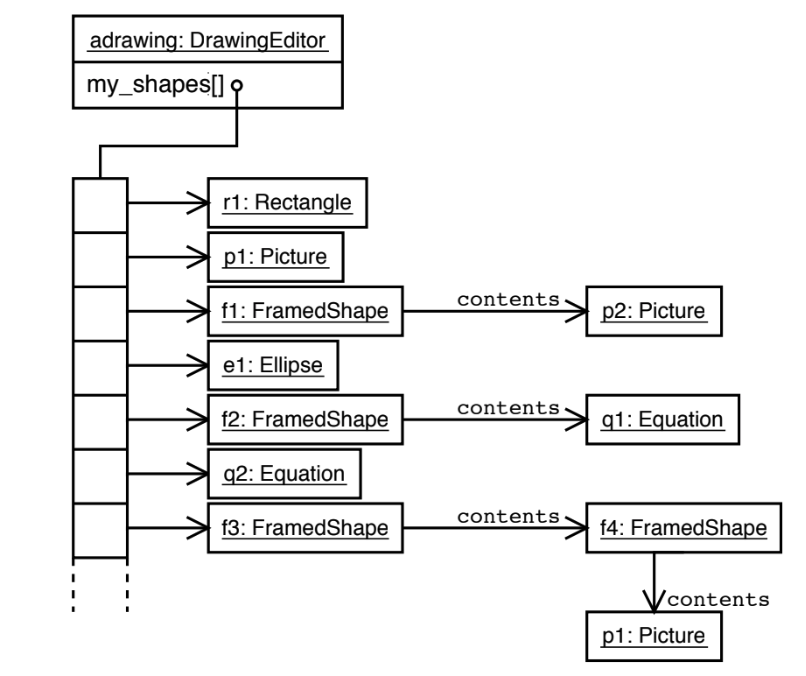 adrawing: DrawingEditor
my_shapes[]
r1: Rectangle
p1: Picture
f1: FramedShape
contents
p2: Picture
e1: Ellipse
f2: FramedShape
contents
q1: Equation
q2: Equation
f3: FramedShape
contents
f4: FramedShape
contents
p1: Picture